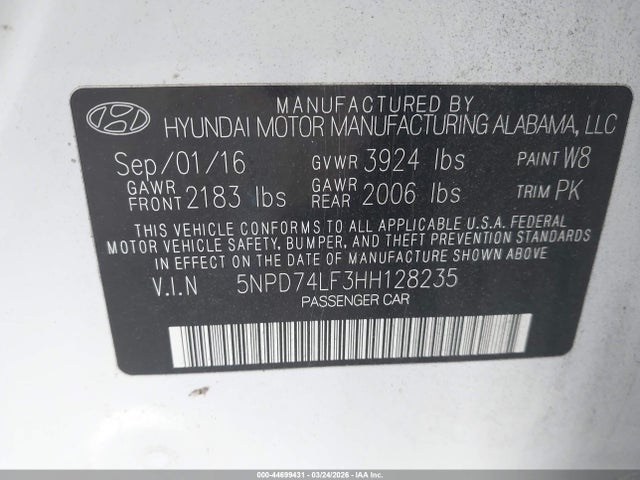 MANUFACTURED BY
HYUNDAI MOTOR MANUFACTURING ALABAMA, LLC
Sep/01/16 GVWR 3924 lbs PAINT W8
GAWR FRONT 2183 lbs GAWR REAR 2006 lbs TRIM PK
THIS VEHICLE CONFORMS TO ALL APPLICABLE U.S.A. FEDERAL
MOTOR VEHICLE SAFETY, BUMPER, AND THEFT PREVENTION
STANDARDS IN EFFECT ON THE DATE OF MANUFACTURE SHOWN ABOVE.
V.I.N 5NPD74LF3HH128235
PASSENGER CAR
000-44699431 - 03/24/2026 - IAA Inc.